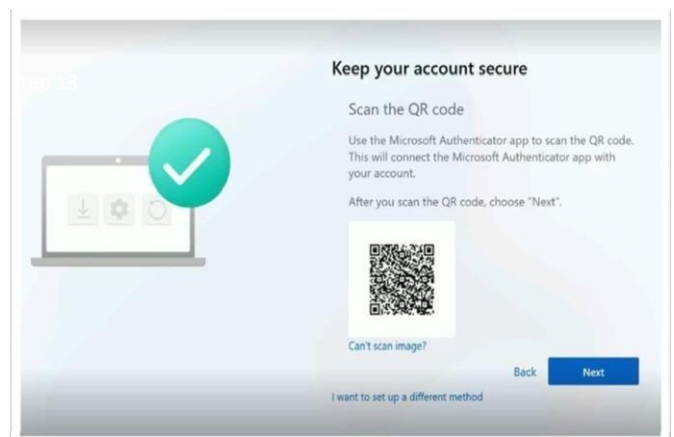 Keep your account secure
tep 13
Scan the QR code
Use the Microsoft Authenticator app to scan the QR code.
This will connect the Microsoft Authenticator app with
your account.
After you scan the QR code, choose "Next".
Can't scan image?
Back Next
I want to set up a different method